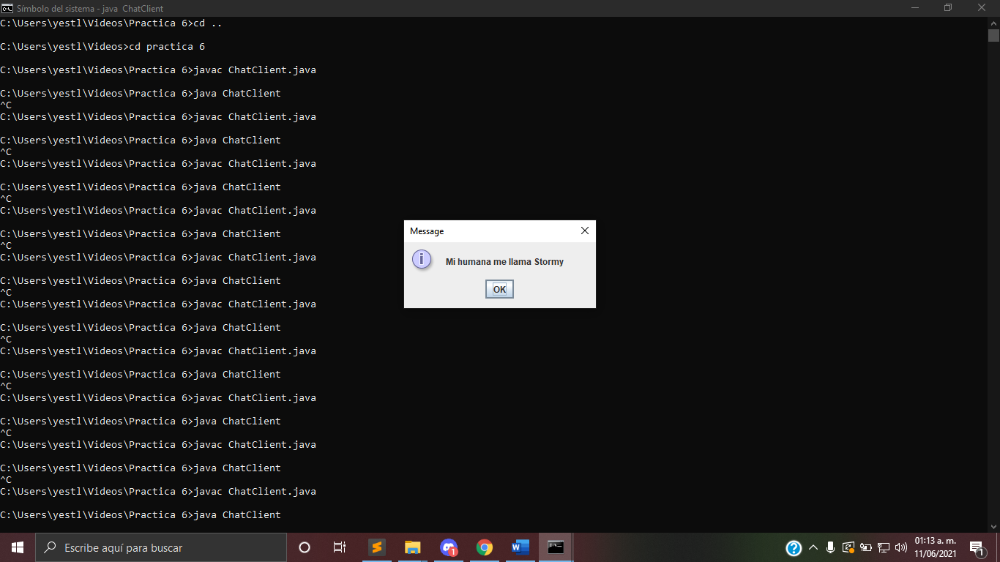 Símbolo del sistema - java  ChatClient
C:\Users\yestl\Videos\Practica 6>cd ..
C:\Users\yestl\Videos>cd practica 6
C:\Users\yestl\Videos\Practica 6>javac ChatClient.java
C:\Users\yestl\Videos\Practica 6>java ChatClient
^C
C:\Users\yestl\Videos\Practica 6>javac ChatClient.java
C:\Users\yestl\Videos\Practica 6>java ChatClient
^C
C:\Users\yestl\Videos\Practica 6>javac ChatClient.java
C:\Users\yestl\Videos\Practica 6>java ChatClient
^C
C:\Users\yestl\Videos\Practica 6>javac ChatClient.java
C:\Users\yestl\Videos\Practica 6>java ChatClient
^C
C:\Users\yestl\Videos\Practica 6>javac ChatClient.java
C:\Users\yestl\Videos\Practica 6>java ChatClient
^C
C:\Users\yestl\Videos\Practica 6>javac ChatClient.java
C:\Users\yestl\Videos\Practica 6>java ChatClient
^C
C:\Users\yestl\Videos\Practica 6>javac ChatClient.java
C:\Users\yestl\Videos\Practica 6>java ChatClient
^C
C:\Users\yestl\Videos\Practica 6>javac ChatClient.java
C:\Users\yestl\Videos\Practica 6>java ChatClient
^C
C:\Users\yestl\Videos\Practica 6>javac ChatClient.java
C:\Users\yestl\Videos\Practica 6>java ChatClient
^C
C:\Users\yestl\Videos\Practica 6>javac ChatClient.java
C:\Users\yestl\Videos\Practica 6>java ChatClient
Message
Mi humana me llama Stormy
OK
Escribe aquí para buscar
1
01:13 a. m.
11/06/2021
1